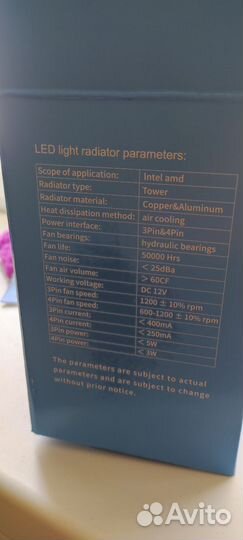 LED light radiator parameters:
Scope of application: Intel amd
Radiator type: Tower
Radiator material: Copper&Aluminum
Heat dissipation method: air cooling
Power interface: 3Pin&4Pin
Fan bearings: hydraulic bearings
Fan life: 50000 Hrs
Fan noise: <25dBa
Fan air volume: >60CF
Working voltage: DC 12V
3Pin fan speed: 1200 ± 10% rpm
4Pin fan speed: 600-1200 ± 10% rpm
3Pin current: <400mA
4Pin current: <250mA
3Pin power: <5W
4Pin power: <3W
The parameters are subject to actual
parameters and are subject to change
without prior notice.
Avito